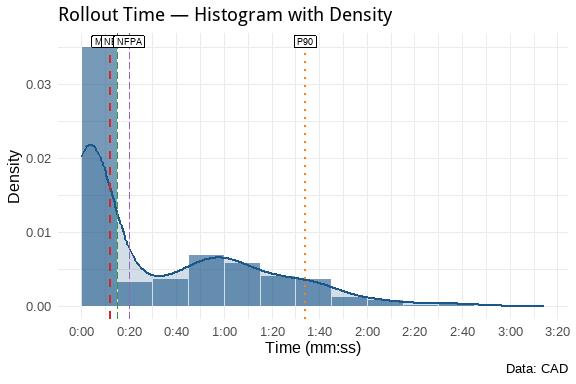 Rollout Time — Histogram with Density
NFPA
P90
0.03
0.02
0.01
0.00
Density
0:00 0:20 0:40 1:00 1:20 1:40 2:00 2:20 2:40 3:00 3:20
Time (mm:ss)
Data: CAD